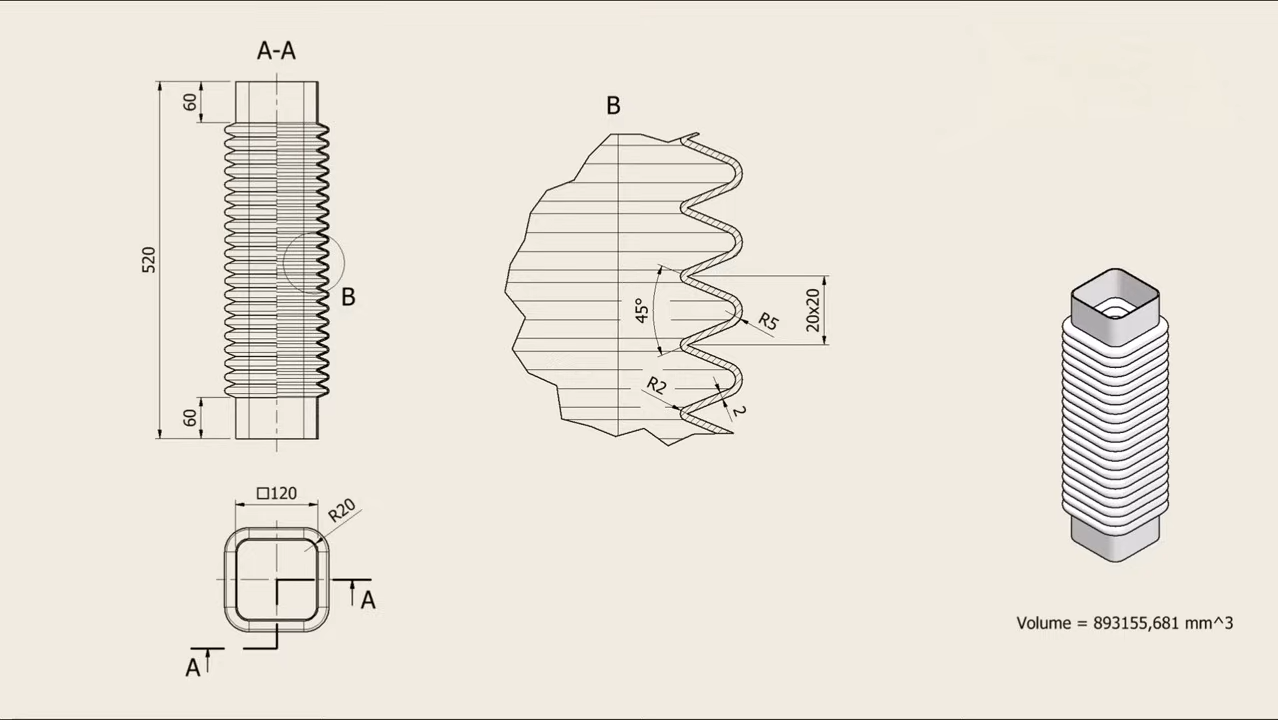 A-A
60
520
60
B
B
45°
R5
20x20
R2
2
□120
R20
A
A
Volume = 893155,681 mm^3